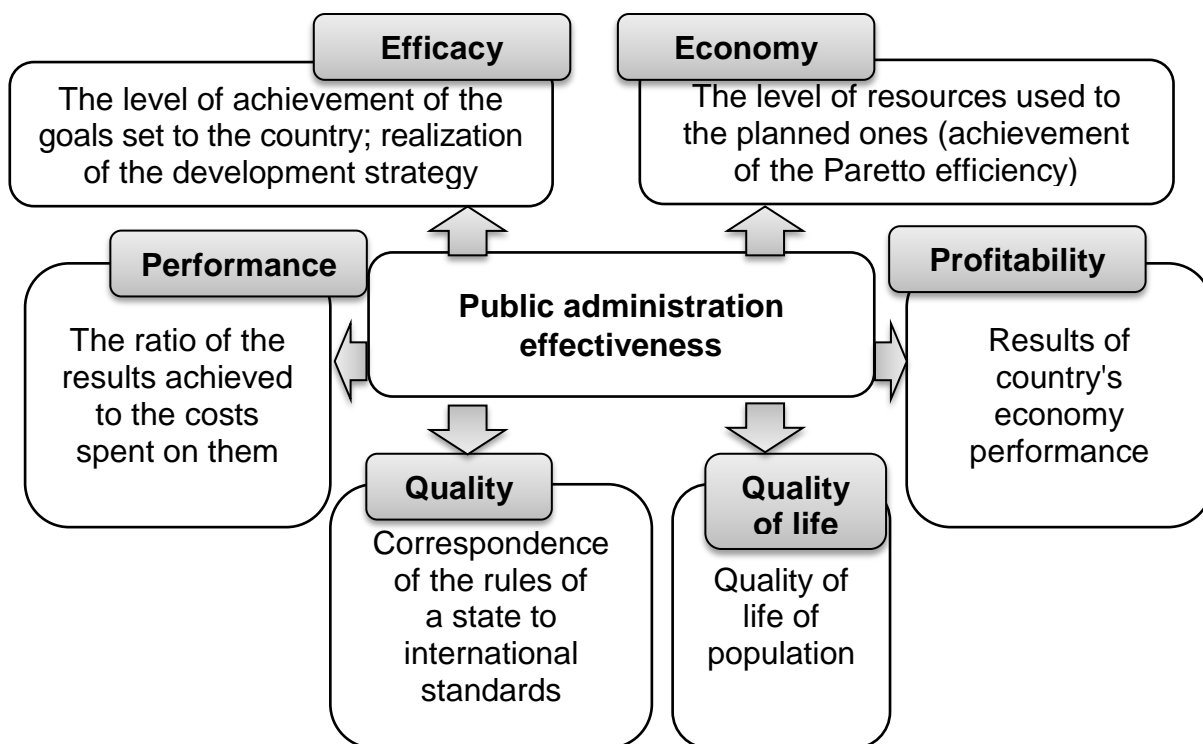 Efficacy
The level of achievement of the
goals set to the country; realization
of the development strategy
Economy
The level of resources used to
the planned ones (achievement
of the Paretto efficiency)
Performance
The ratio of the
results achieved
to the costs
spent on them
Public administration
effectiveness
Profitability
Results of
country's
economy
performance
Quality
Correspondence
of the rules of
a state to
international
standards
Quality
of life
Quality of
life of
population